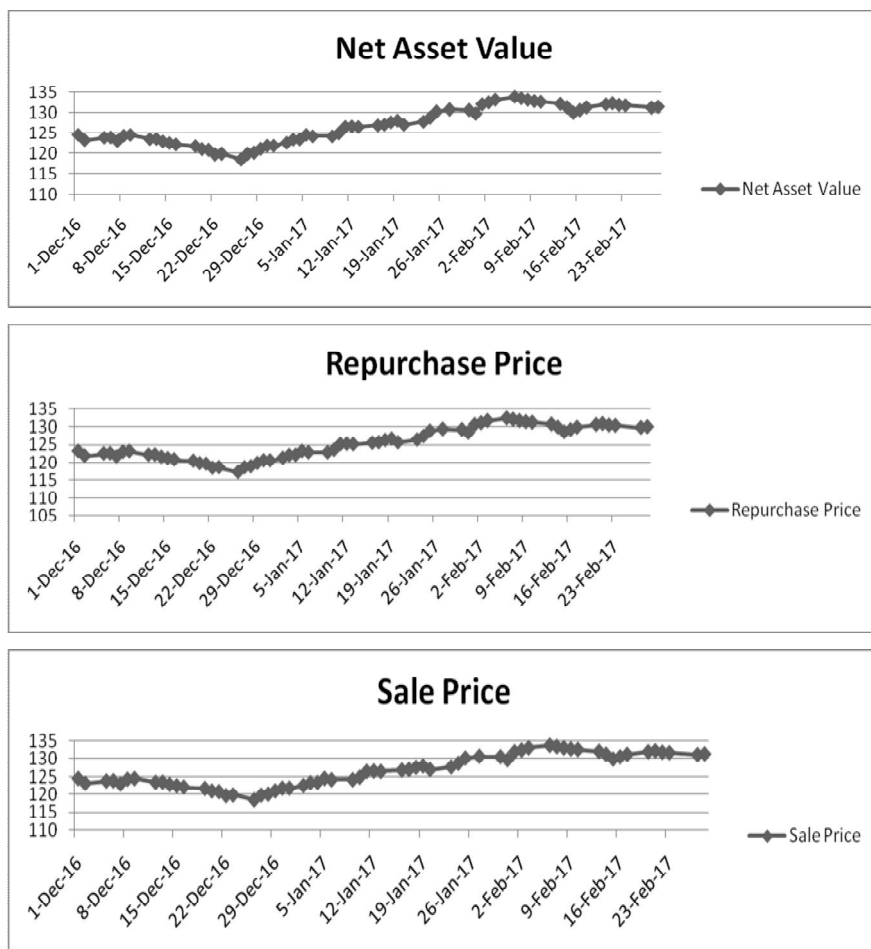 Net Asset Value
135
130
125
120
115
110
1-Dec-16
8-Dec-16
15-Dec-16
22-Dec-16
29-Dec-16
5-Jan-17
12-Jan-17
19-Jan-17
26-Jan-17
2-Feb-17
9-Feb-17
16-Feb-17
23-Feb-17
Net Asset Value
Repurchase Price
135
130
125
120
115
110
105
1-Dec-16
8-Dec-16
15-Dec-16
22-Dec-16
29-Dec-16
5-Jan-17
12-Jan-17
19-Jan-17
26-Jan-17
2-Feb-17
9-Feb-17
16-Feb-17
23-Feb-17
Repurchase Price
Sale Price
135
130
125
120
115
110
1-Dec-16
8-Dec-16
15-Dec-16
22-Dec-16
29-Dec-16
5-Jan-17
12-Jan-17
19-Jan-17
26-Jan-17
2-Feb-17
9-Feb-17
16-Feb-17
23-Feb-17
Sale Price